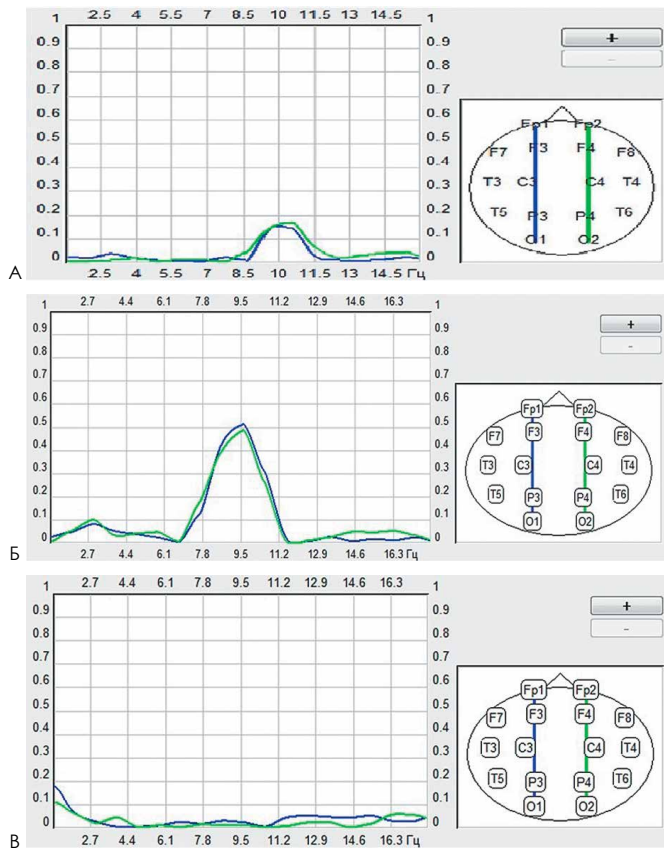 1 2.5 4 5.5 7 8.5 10 11.5 13 14.5 1
0.9 0.9
0.8 0.8
0.7 0.7
0.6 0.6
0.5 0.5
0.4 0.4
0.3 0.3
0.2 0.2
0.1 0.1
0 0
2.5 4 5.5 7 8.5 10 11.5 13 14.5 Гц
+
-
Fp1 Fp2
F7 F3 F4 F8
T3 C3 C4 T4
T5 P3 P4 T6
O1 O2
А
1 2.7 4.4 6.1 7.8 9.5 11.2 12.9 14.6 16.3 1
0.9 0.9
0.8 0.8
0.7 0.7
0.6 0.6
0.5 0.5
0.4 0.4
0.3 0.3
0.2 0.2
0.1 0.1
0 0
2.7 4.4 6.1 7.8 9.5 11.2 12.9 14.6 16.3 Гц
+
-
Fp1 Fp2
F7 F3 F4 F8
T3 C3 C4 T4
T5 P3 P4 T6
O1 O2
Б
1 2.7 4.4 6.1 7.8 9.5 11.2 12.9 14.6 16.3 1
0.9 0.9
0.8 0.8
0.7 0.7
0.6 0.6
0.5 0.5
0.4 0.4
0.3 0.3
0.2 0.2
0.1 0.1
0 0
2.7 4.4 6.1 7.8 9.5 11.2 12.9 14.6 16.3 Гц
+
-
Fp1 Fp2
F7 F3 F4 F8
T3 C3 C4 T4
T5 P3 P4 T6
O1 O2
В